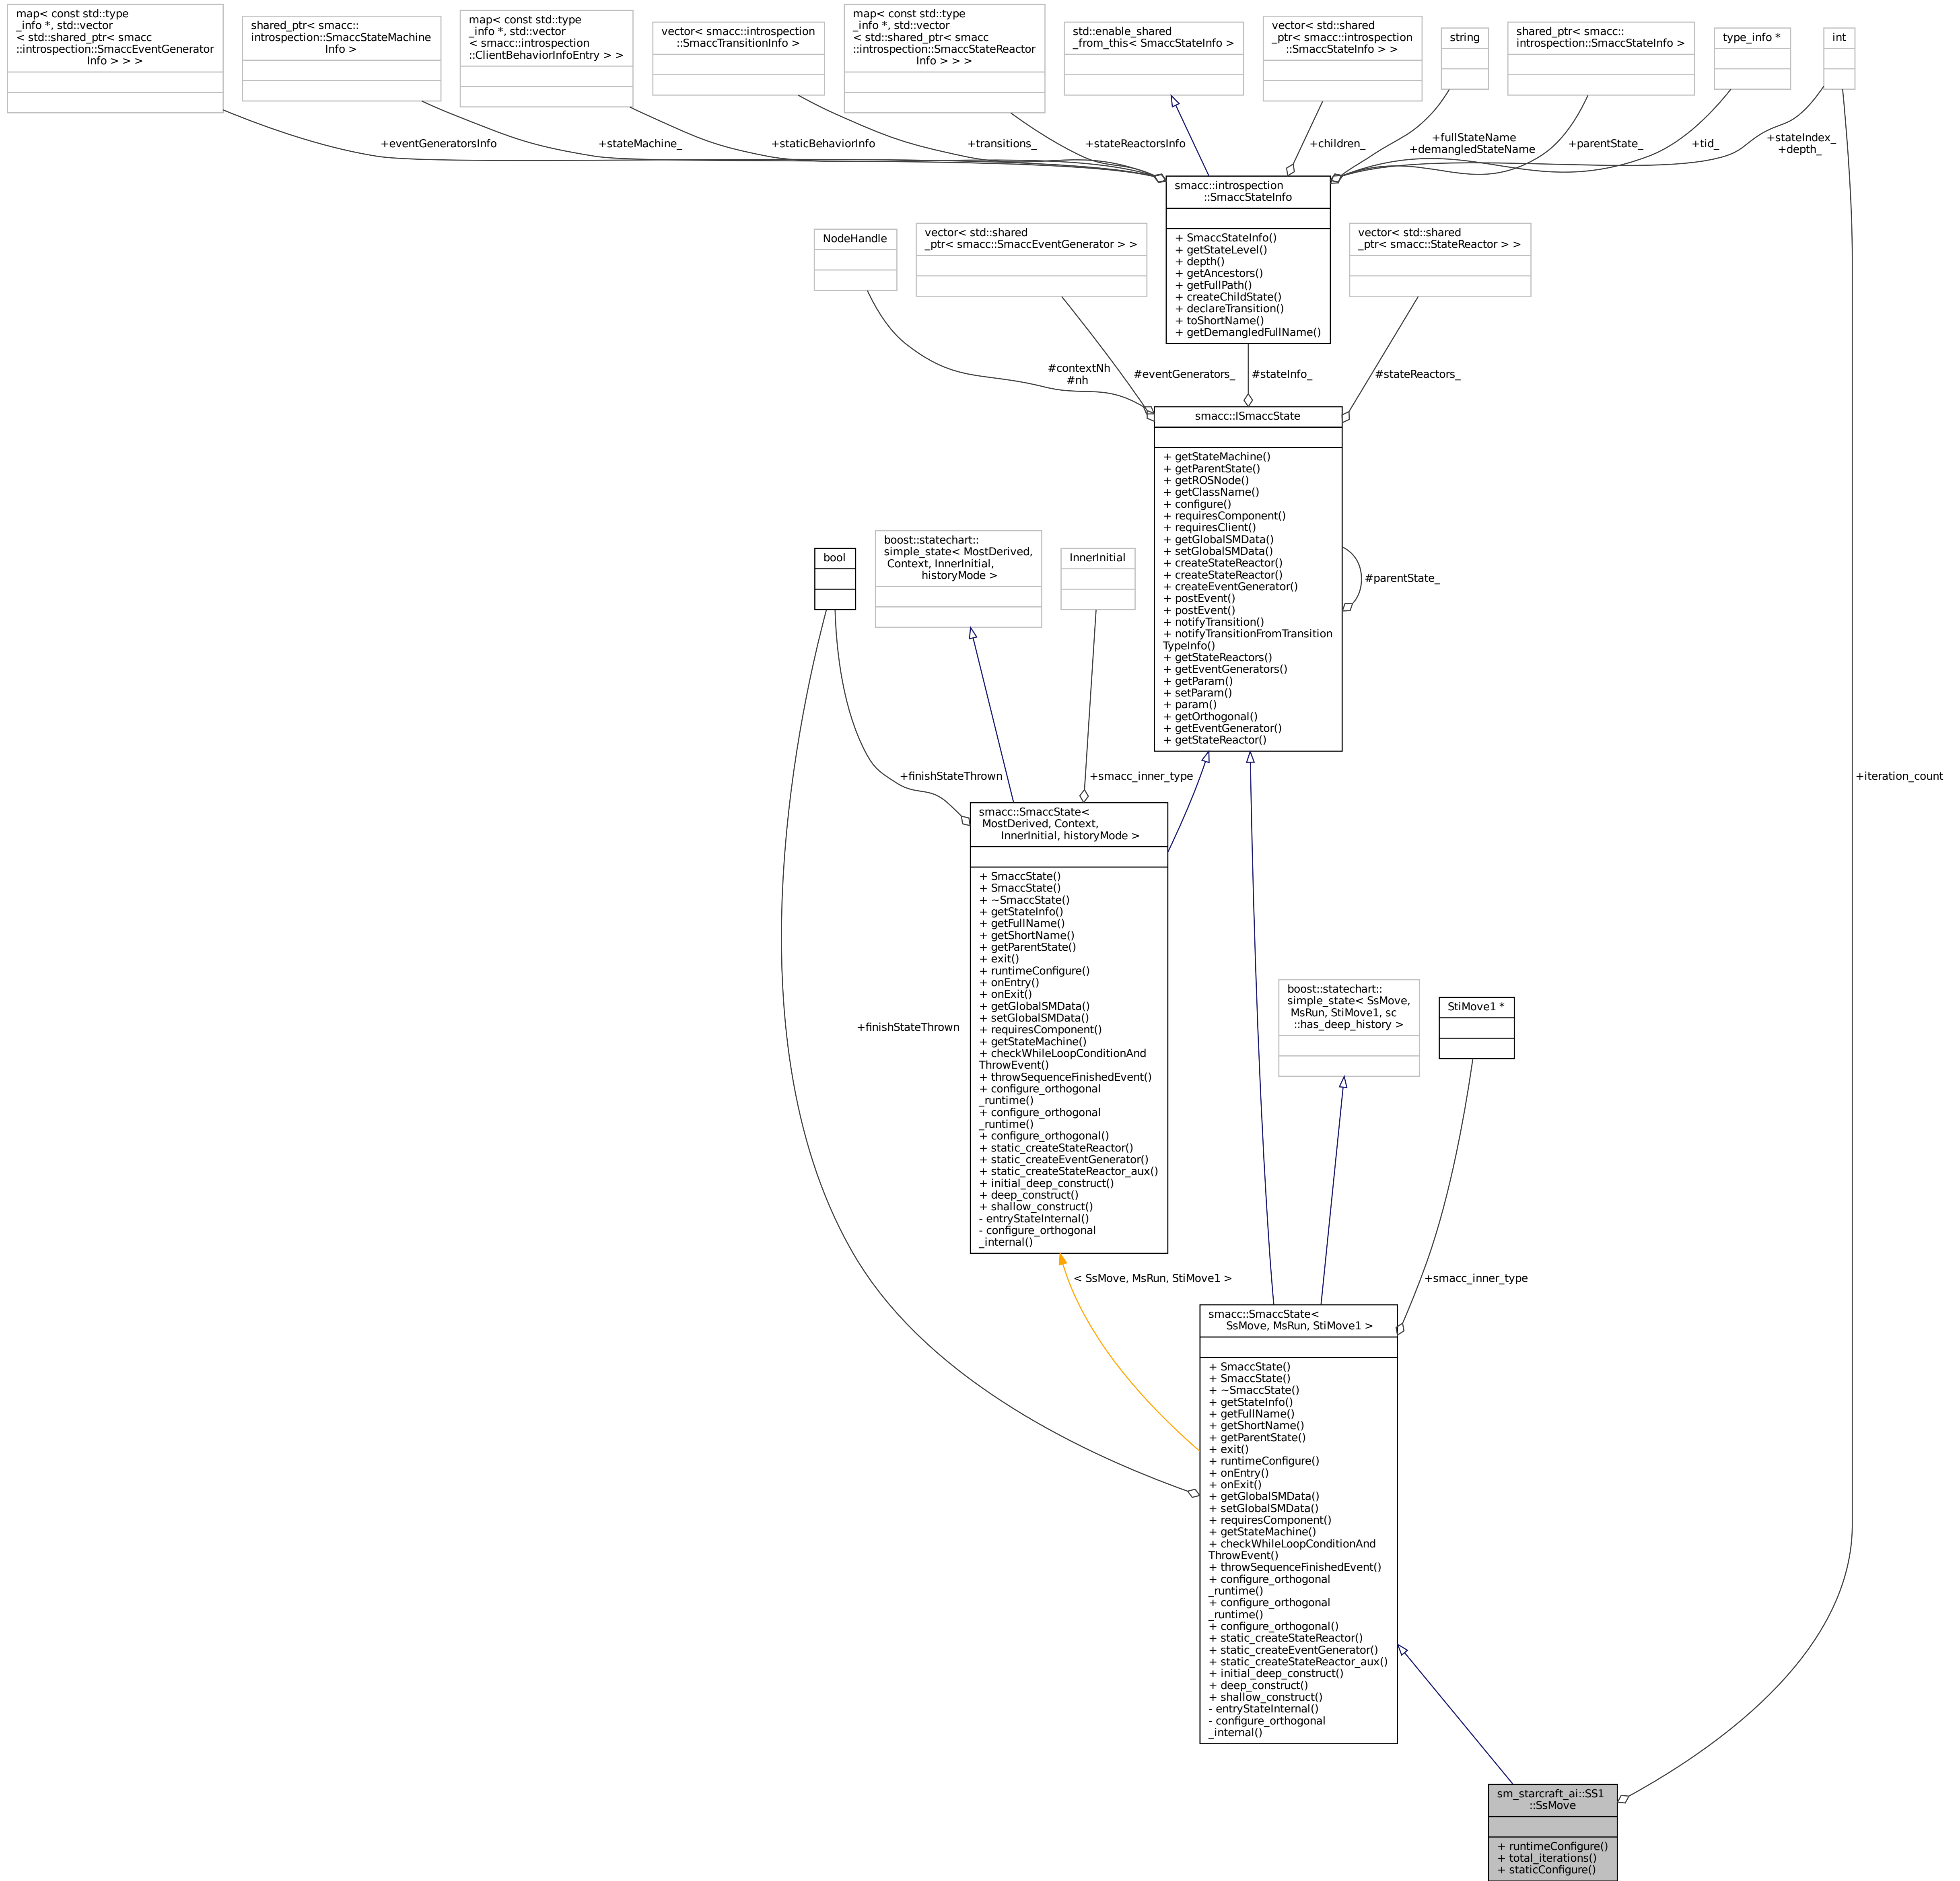 map< const std::type
_info *, std::vector
< std::shared_ptr< smacc
::introspection::SmaccEventGenerator
Info > > >
shared_ptr< smacc::
introspection::SmaccStateMachine
Info >
map< const std::type
_info *, std::vector
< smacc::introspection
::ClientBehaviorInfoEntry > >
vector< smacc::introspection
::SmaccTransitionInfo >
map< const std::type
_info *, std::vector
< std::shared_ptr< smacc
::introspection::SmaccStateReactor
Info > > >
std::enable_shared
_from_this< SmaccStateInfo >
vector< std::shared
_ptr< smacc::introspection
::SmaccStateInfo > >
string
shared_ptr< smacc::
introspection::SmaccStateInfo >
type_info *
int
+eventGeneratorsInfo
+stateMachine_
+staticBehaviorInfo
+transitions_
+stateReactorsInfo
+children_
+fullStateName
+demangledStateName
+parentState_
+tid_
+stateIndex_
+depth_
smacc::introspection
::SmaccStateInfo
+ SmaccStateInfo()
+ getStateLevel()
+ depth()
+ getAncestors()
+ getFullPath()
+ createChildState()
+ declareTransition()
+ toShortName()
+ getDemangledFullName()
NodeHandle
vector< std::shared
_ptr< smacc::SmaccEventGenerator > >
vector< std::shared
_ptr< smacc::StateReactor > >
#contextNh
#nh
#eventGenerators_
#stateInfo_
#stateReactors_
smacc::ISmaccState
+ getStateMachine()
+ getParentState()
+ getROSNode()
+ getClassName()
+ configure()
+ requiresComponent()
+ requiresClient()
+ getGlobalSMData()
+ setGlobalSMData()
+ createStateReactor()
+ createStateReactor()
+ createEventGenerator()
+ postEvent()
+ postEvent()
+ notifyTransition()
+ notifyTransitionFromTransition
TypeInfo()
+ getStateReactors()
+ getEventGenerators()
+ getParam()
+ setParam()
+ param()
+ getOrthogonal()
+ getEventGenerator()
+ getStateReactor()
#parentState_
bool
boost::statechart::
simple_state< MostDerived,
Context, InnerInitial,
historyMode >
InnerInitial
+finishStateThrown
+smacc_inner_type
+iteration_count
smacc::SmaccState<
MostDerived, Context,
InnerInitial, historyMode >
+ SmaccState()
+ SmaccState()
+ ~SmaccState()
+ getStateInfo()
+ getFullName()
+ getShortName()
+ getParentState()
+ exit()
+ runtimeConfigure()
+ onEntry()
+ onExit()
+ getGlobalSMData()
+ setGlobalSMData()
+ requiresComponent()
+ getStateMachine()
+ checkWhileLoopConditionAnd
ThrowEvent()
+ throwSequenceFinishedEvent()
+ configure_orthogonal
_runtime()
+ configure_orthogonal
_runtime()
+ configure_orthogonal()
+ static_createStateReactor()
+ static_createEventGenerator()
+ static_createStateReactor_aux()
+ initial_deep_construct()
+ deep_construct()
+ shallow_construct()
- entryStateInternal()
- configure_orthogonal
_internal()
+finishStateThrown
boost::statechart::
simple_state< SsMove,
MsRun, StiMove1, sc
::has_deep_history >
StiMove1 *
< SsMove, MsRun, StiMove1 >
+smacc_inner_type
smacc::SmaccState<
SsMove, MsRun, StiMove1 >
+ SmaccState()
+ SmaccState()
+ ~SmaccState()
+ getStateInfo()
+ getFullName()
+ getShortName()
+ getParentState()
+ exit()
+ runtimeConfigure()
+ onEntry()
+ onExit()
+ getGlobalSMData()
+ setGlobalSMData()
+ requiresComponent()
+ getStateMachine()
+ checkWhileLoopConditionAnd
ThrowEvent()
+ throwSequenceFinishedEvent()
+ configure_orthogonal
_runtime()
+ configure_orthogonal
_runtime()
+ configure_orthogonal()
+ static_createStateReactor()
+ static_createEventGenerator()
+ static_createStateReactor_aux()
+ initial_deep_construct()
+ deep_construct()
+ shallow_construct()
- entryStateInternal()
- configure_orthogonal
_internal()
sm_starcraft_ai::SS1
::SsMove
+ runtimeConfigure()
+ total_iterations()
+ staticConfigure()